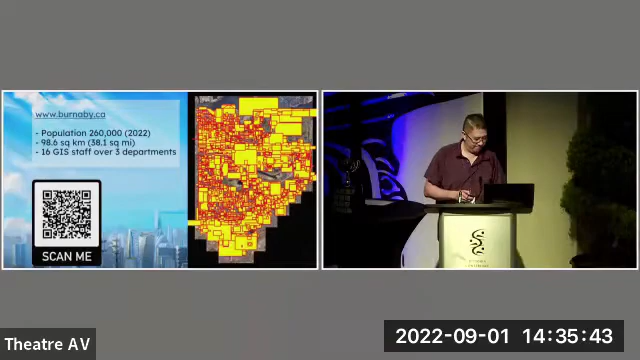 www.burnaby.ca
- Population 260,000 (2022)
- 98.6 sq km (38.1 sq mi)
- 16 GIS staff over 3 departments
SCAN ME
Theatre AV
2022-09-01 14:35:43